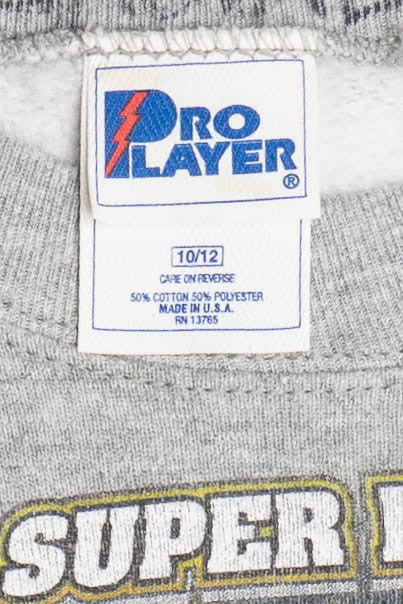 PRO
PLAYER
®
10/12
CARE ON REVERSE
50% COTTON 50% POLYESTER
MADE IN U.S.A.
RN 13765
SUPER